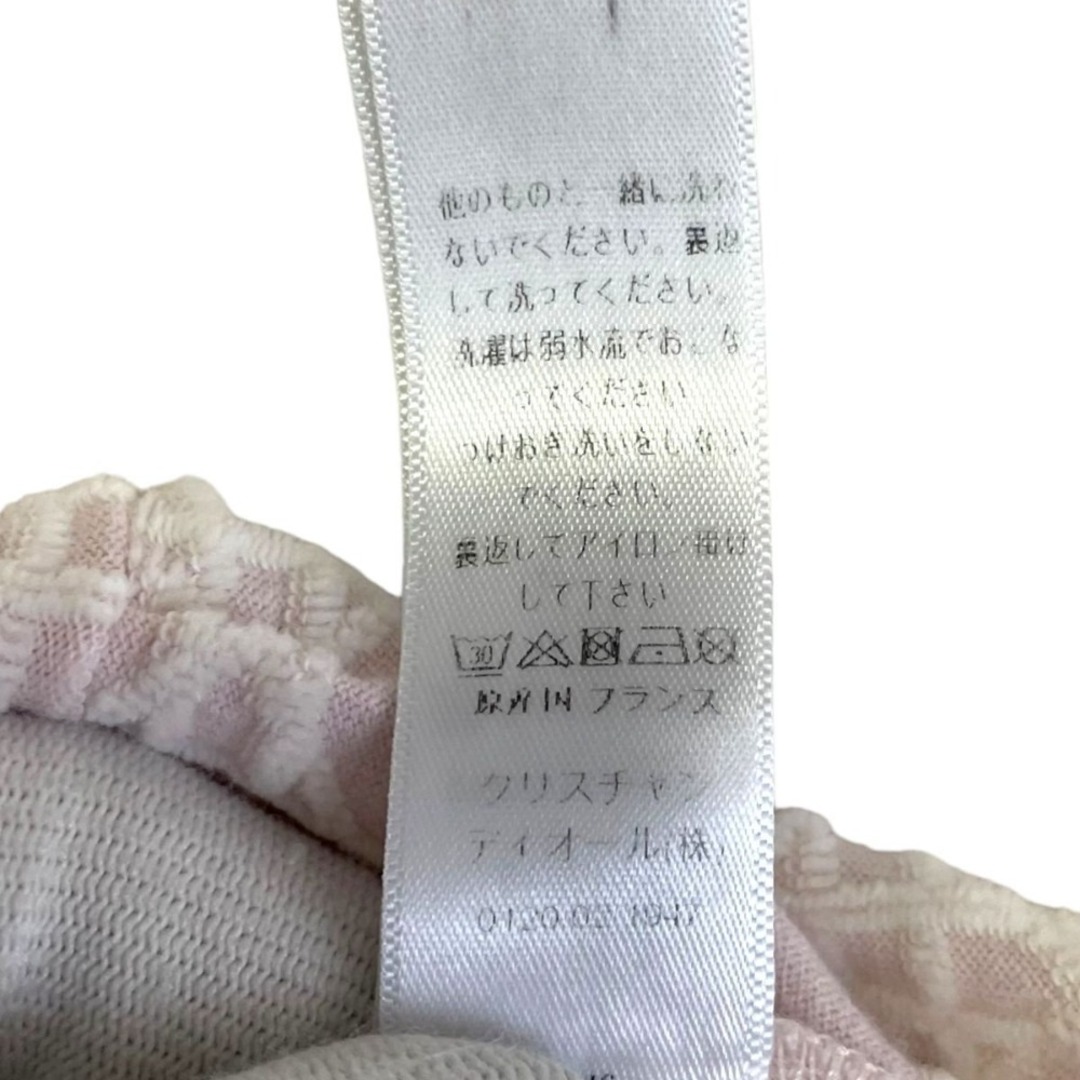 他のものと一緒に洗わ
ないでください。裏返
して洗ってください。
洗濯は弱水流でおこな
ってください
つけおき洗いをしない
でください。
裏返してアイロン掛け
して下さい
30
原産国 フランス
クリスチャン
ディオール(株)
0120.02.1947